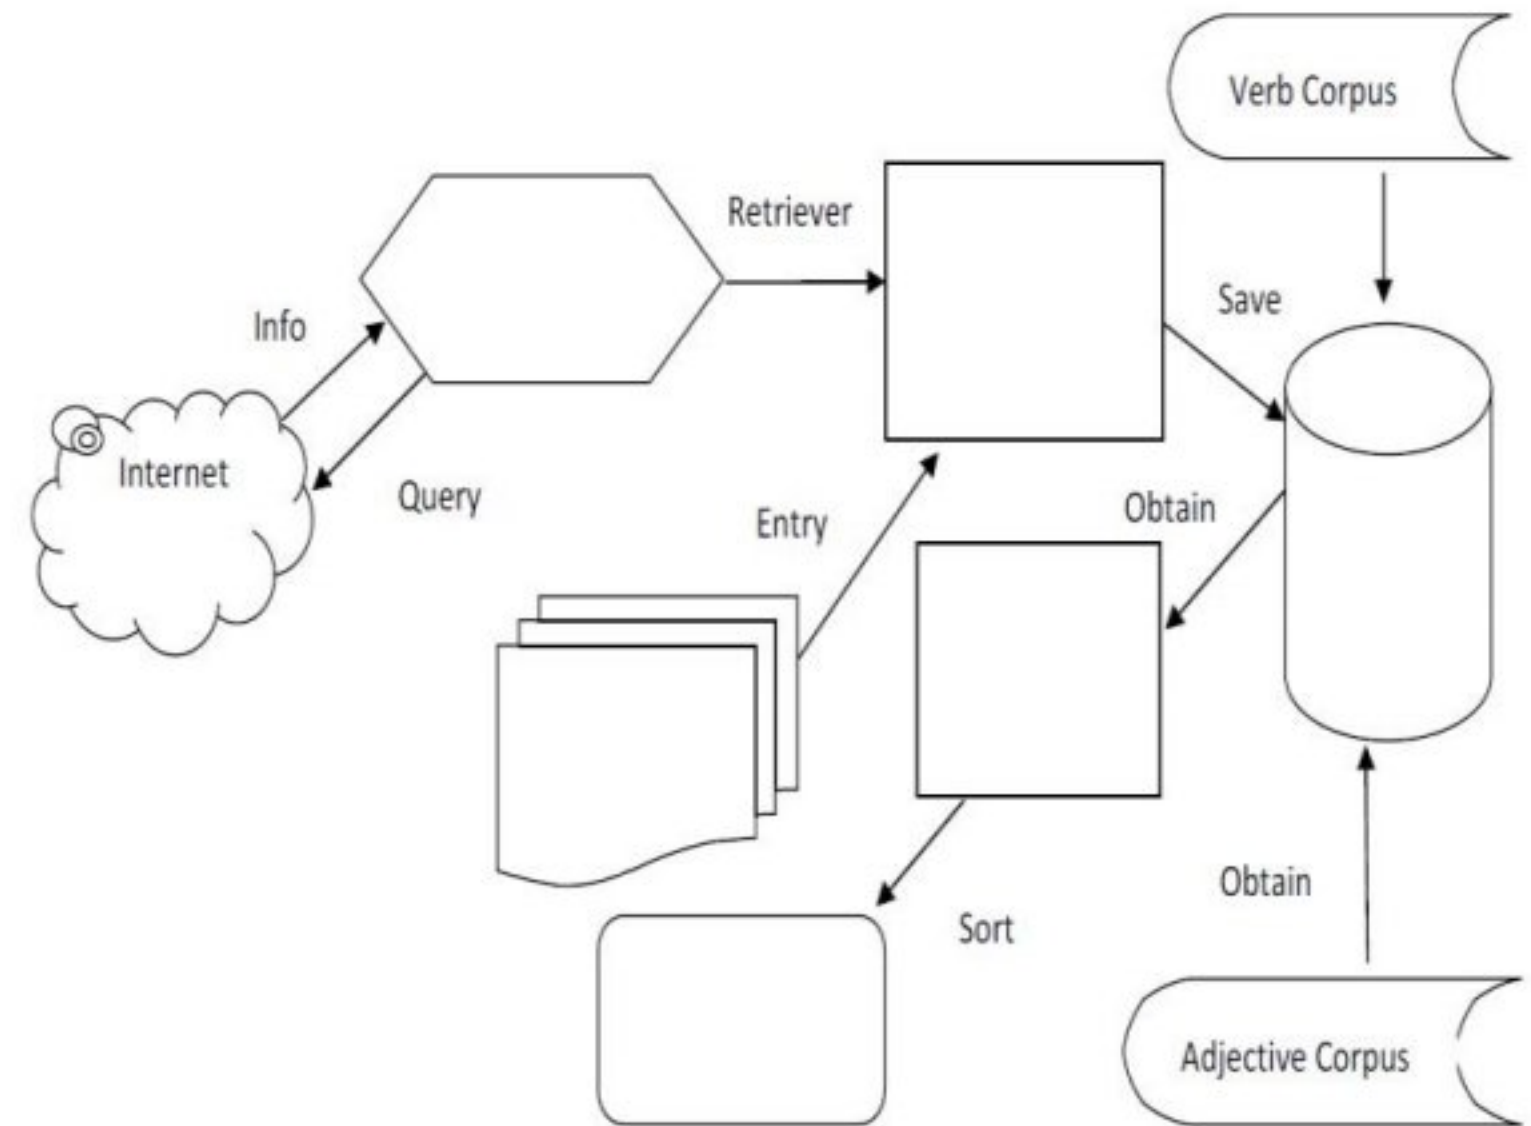 Verb Corpus
Retriever
Save
Info
Internet
Query
Obtain
Entry
Obtain
Sort
Adjective Corpus